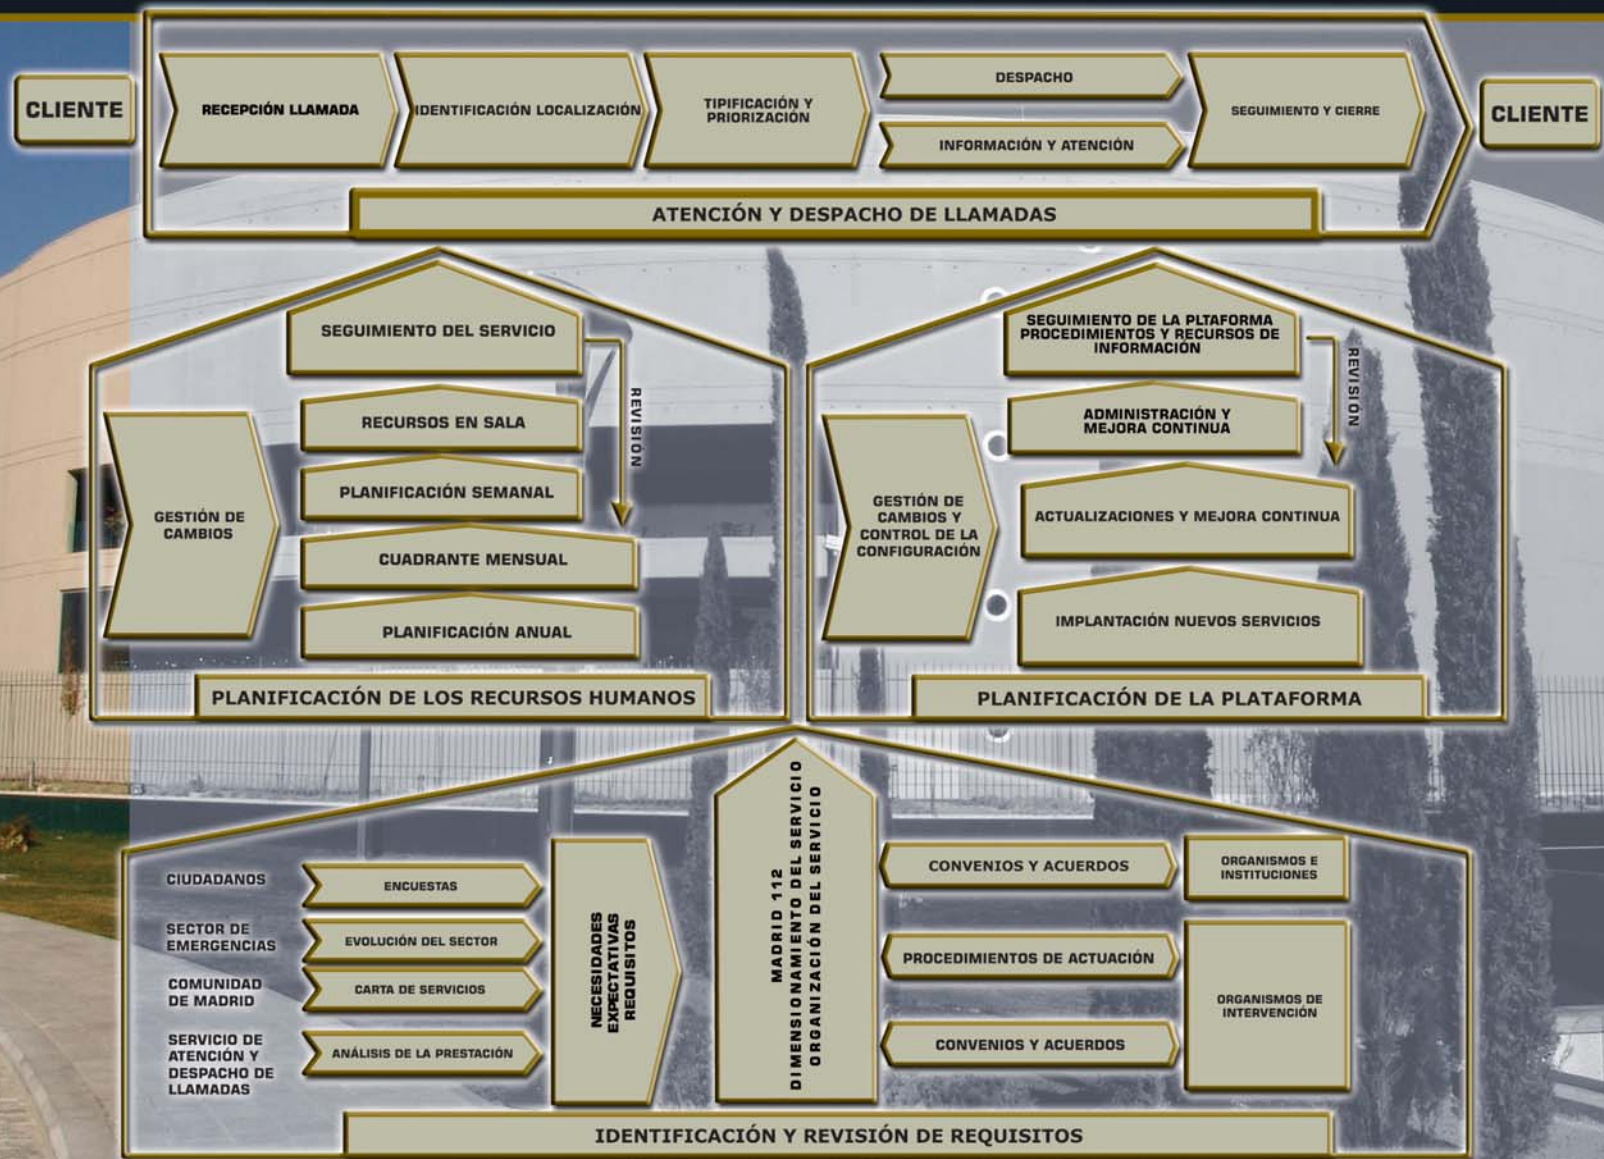 CLIENTE
RECEPCIÓN LLAMADA
IDENTIFICACIÓN LOCALIZACIÓN
TIPIFICACIÓN Y
PRIORIZACIÓN
DESPACHO
INFORMACIÓN Y ATENCIÓN
SEGUIMIENTO Y CIERRE
CLIENTE
ATENCIÓN Y DESPACHO DE LLAMADAS
SEGUIMIENTO DEL SERVICIO
REVISIÓN
RECURSOS EN SALA
PLANIFICACIÓN SEMANAL
CUADRANTE MENSUAL
PLANIFICACIÓN ANUAL
GESTIÓN DE
CAMBIOS
PLANIFICACIÓN DE LOS RECURSOS HUMANOS
SEGUIMIENTO DE LA PLTAFORMA
PROCEDIMIENTOS Y RECURSOS DE
INFORMACIÓN
REVISIÓN
ADMINISTRACIÓN Y
MEJORA CONTINUA
ACTUALIZACIONES Y MEJORA CONTINUA
IMPLANTACIÓN NUEVOS SERVICIOS
GESTIÓN DE
CAMBIOS Y
CONTROL DE LA
CONFIGURACIÓN
PLANIFICACIÓN DE LA PLATAFORMA
CIUDADANOS
ENCUESTAS
SECTOR DE
EMERGENCIAS
EVOLUCIÓN DEL SECTOR
COMUNIDAD
DE MADRID
CARTA DE SERVICIOS
SERVICIO DE
ATENCIÓN Y
DESPACHO DE
LLAMADAS
ANÁLISIS DE LA PRESTACIÓN
NECESIDADES
EXPECTATIVAS
REQUISITOS
MADRID 112
DIMENSIONAMIENTO DEL SERVICIO
ORGANIZACIÓN DEL SERVICIO
CONVENIOS Y ACUERDOS
ORGANISMOS E
INSTITUCIONES
PROCEDIMIENTOS DE ACTUACIÓN
CONVENIOS Y ACUERDOS
ORGANISMOS DE
INTERVENCIÓN
IDENTIFICACIÓN Y REVISIÓN DE REQUISITOS